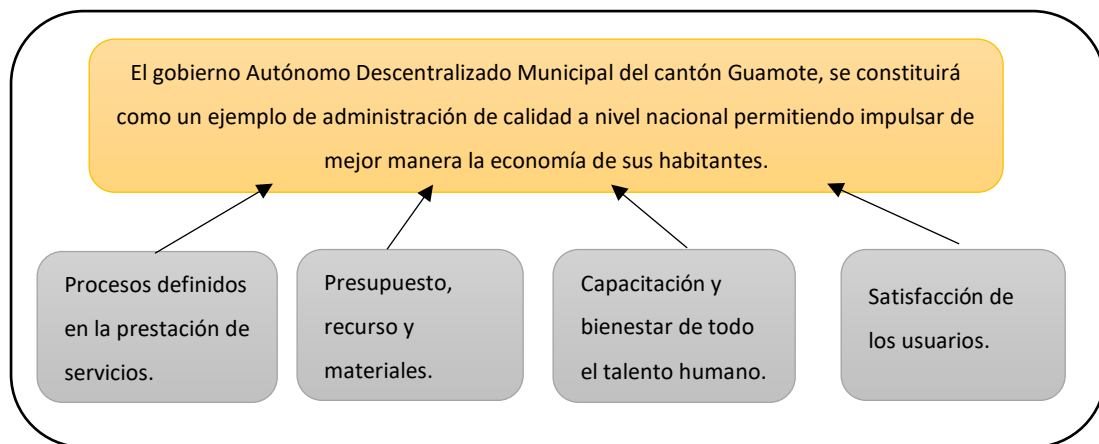 El gobierno Autónomo Descentralizado Municipal del cantón Guamote, se constituirá
como un ejemplo de administración de calidad a nivel nacional permitiendo impulsar de
mejor manera la economía de sus habitantes.
Procesos definidos
en la prestación de
servicios.
Presupuesto,
recurso y
materiales.
Capacitación y
bienestar de todo
el talento humano.
Satisfacción de
los usuarios.